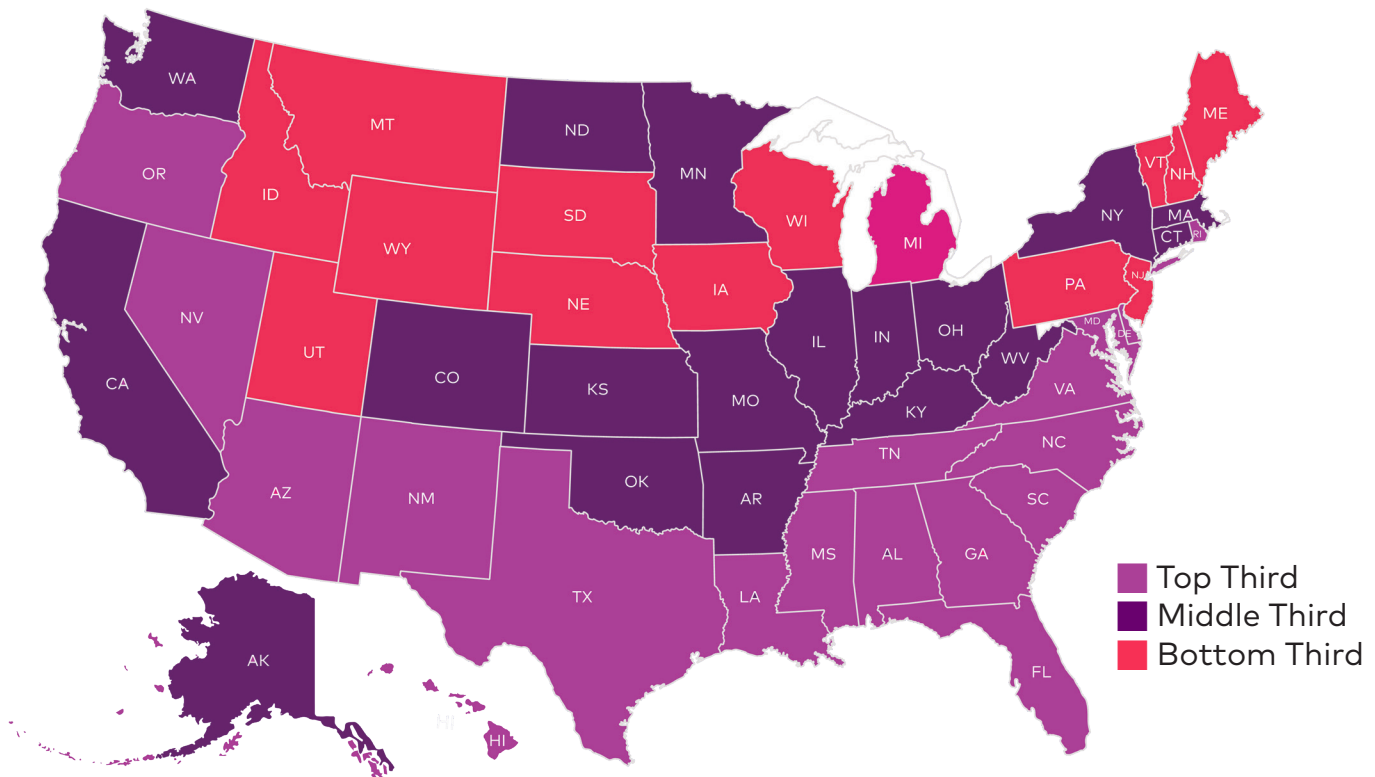 WA
MT
ND
MN
OR
ID
SD
WI
MI
ME
VT
NH
NY
MA
CT
RI
WY
IA
NE
PA
NJ
NV
UT
CO
KS
IL
IN
OH
MD
DE
WV
VA
CA
MO
KY
AZ
NM
OK
AR
TN
NC
SC
MS
AL
GA
TX
LA
FL
AK
HI
HI
Top Third
Middle Third
Bottom Third